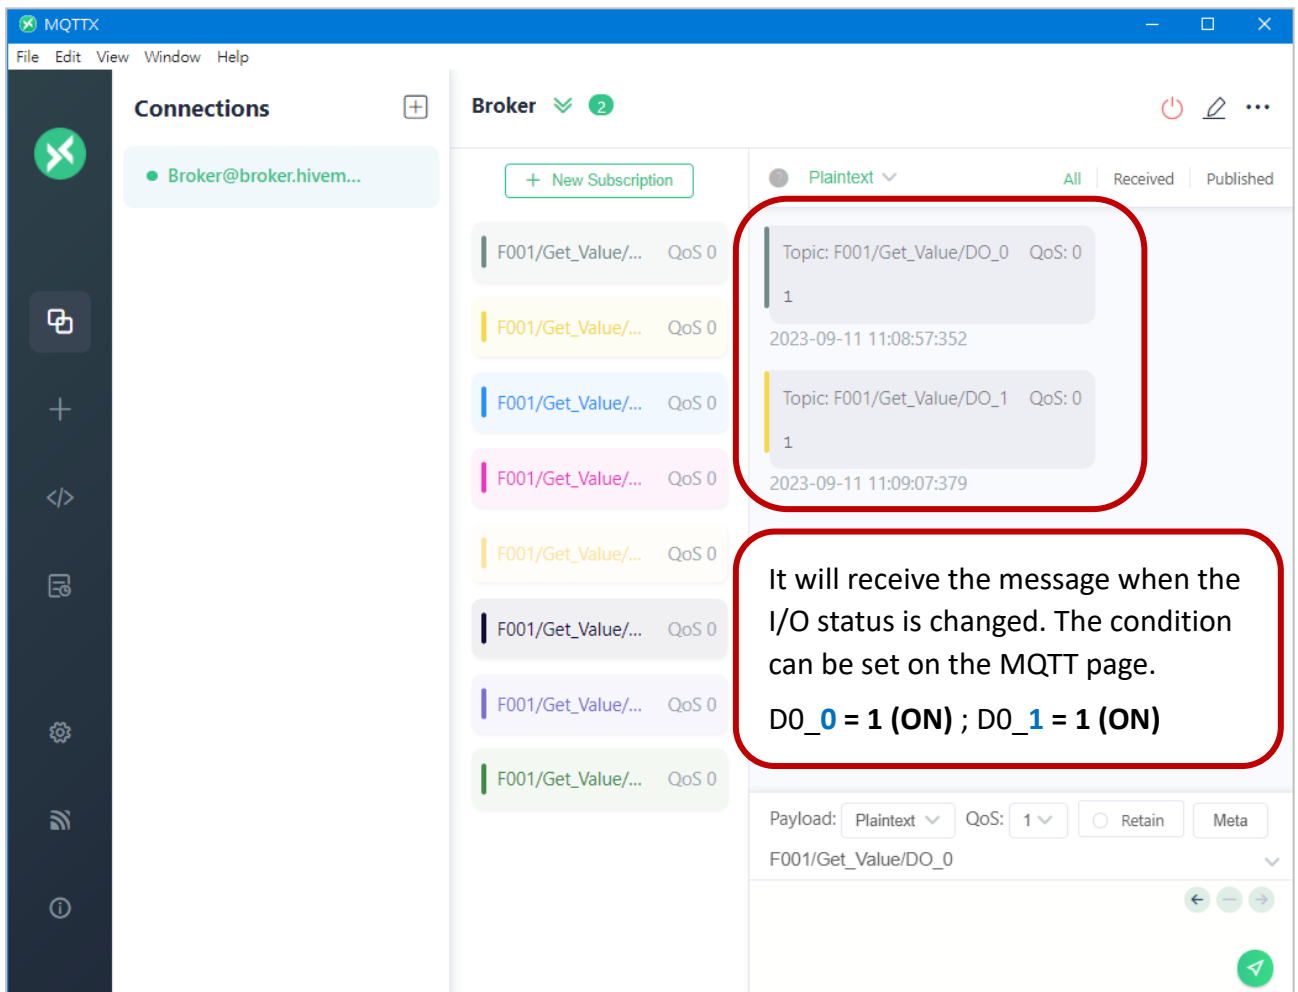 MQTTX
File Edit View Window Help
Connections
Broker 2
Broker@broker.hivem...
+ New Subscription
Plaintext
All Received Published
F001/Get_Value/... QoS 0
F001/Get_Value/... QoS 0
F001/Get_Value/... QoS 0
F001/Get_Value/... QoS 0
F001/Get_Value/... QoS 0
F001/Get_Value/... QoS 0
F001/Get_Value/... QoS 0
F001/Get_Value/... QoS 0
Topic: F001/Get_Value/DO_0 QoS: 0
1
2023-09-11 11:08:57:352
Topic: F001/Get_Value/DO_1 QoS: 0
1
2023-09-11 11:09:07:379
It will receive the message when the
I/O status is changed. The condition
can be set on the MQTT page.
D0_0 = 1 (ON) ; D0_1 = 1 (ON)
Payload: Plaintext QoS: 1 Retain Meta
F001/Get_Value/DO_0